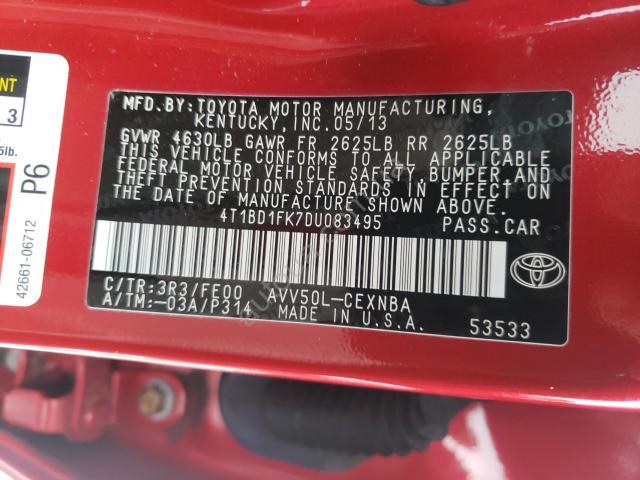 MFD.BY:TOYOTA MOTOR MANUFACTURING,
KENTUCKY,INC.05/13
GVWR 4630LB GAWR FR 2625LB RR 2625LB
THIS VEHICLE CONFORMS TO ALL APPLICABLE
FEDERAL MOTOR VEHICLE SAFETY,BUMPER,AND
THEFT PREVENTION STANDARDS IN EFFECT ON
THE DATE OF MANUFACTURE SHOWN ABOVE.
4T1BD1FK7DU083495 PASS.CAR
C/TR:3R3/FE00 AVV50L-CEXNBA
A/TM:-03A/P314 MADE IN U.S.A.
53533
3
P6
42661-06712